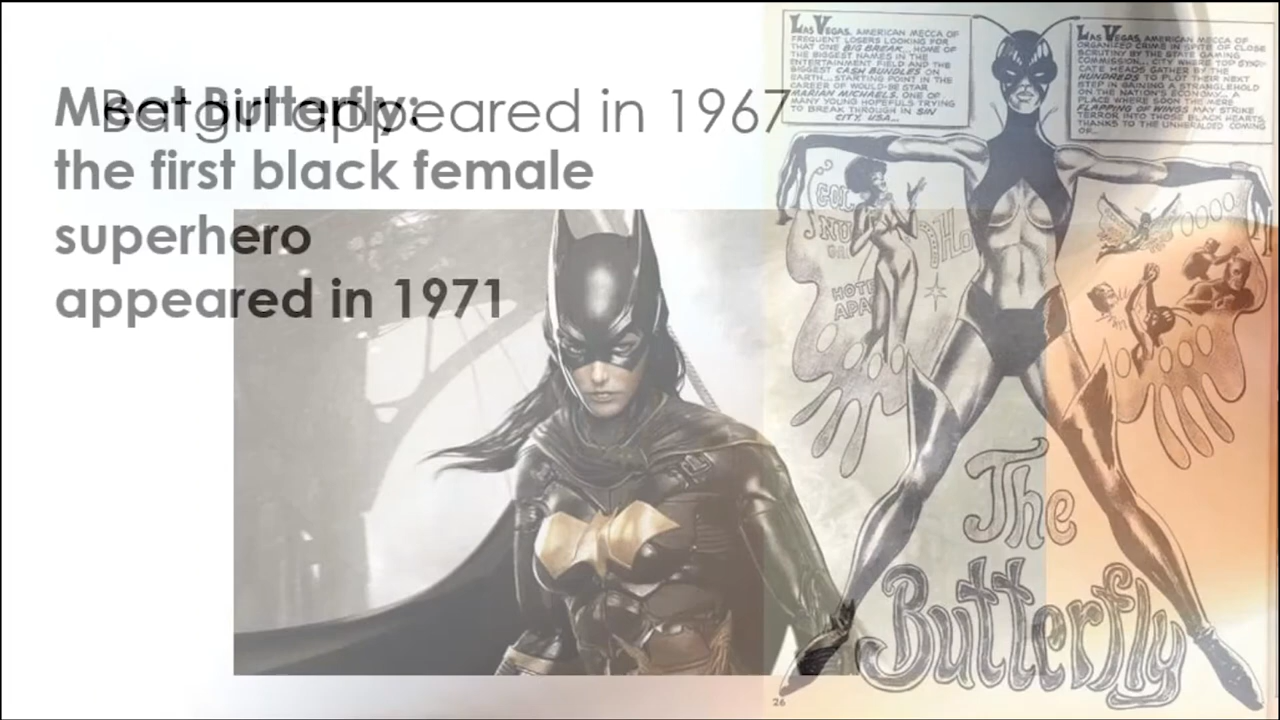 Meet Butterfly:
Batgirl appeared in 1967
the first black female
superhero
appeared in 1971
LAS VEGAS, AMERICAN MECCA OF
FREQUENT LOSERS LOOKING FOR
THAT ONE BIG BREAK... HOME OF
THE BIGGEST NAMES IN THE
ENTERTAINMENT FIELD AND THE
BIGGEST CASH BUNDLES ON
EARTH... STARTING POINT IN THE
CAREER OF WOULD-BE STAR
MARIAN MICHAELS, ONE OF
MANY YOUNG HOPEFULS TRYING
TO BREAK IT TOUGH IN SIN
CITY, USA...
LAS VEGAS, AMERICAN MECCA OF
ORGANIZED CRIME IN SPITE OF CLOSE
SCRUTINY BY THE STATE GAMING
COMMISSION... CITY WHERE TOP SYNDI-
CATE HEADS GATHER BY THE
HUNDREDS TO PLOT THEIR NEXT
STEP IN GAINING A STRANGLEHOLD
ON THE NATION'S ECONOMY... A
PLACE WHERE SOON THE MERE
FLAPPING OF WINGS MAY STRIKE
TERROR INTO THOSE BLACK HEARTS,
THANKS TO THE UNHERALDED COMING
OF...
HOTE
APA
The
Butterfly
26